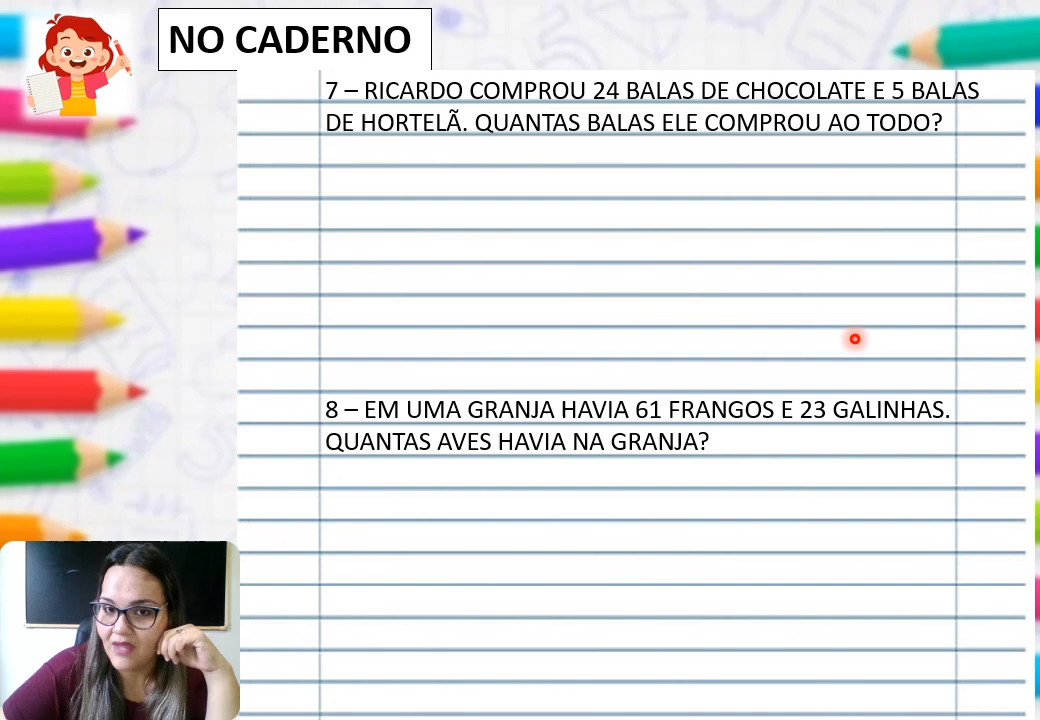 NO CADERNO
7 – RICARDO COMPROU 24 BALAS DE CHOCOLATE E 5 BALAS
DE HORTELÃ. QUANTAS BALAS ELE COMPROU AO TODO?
8 – EM UMA GRANJA HAVIA 61 FRANGOS E 23 GALINHAS.
QUANTAS AVES HAVIA NA GRANJA?